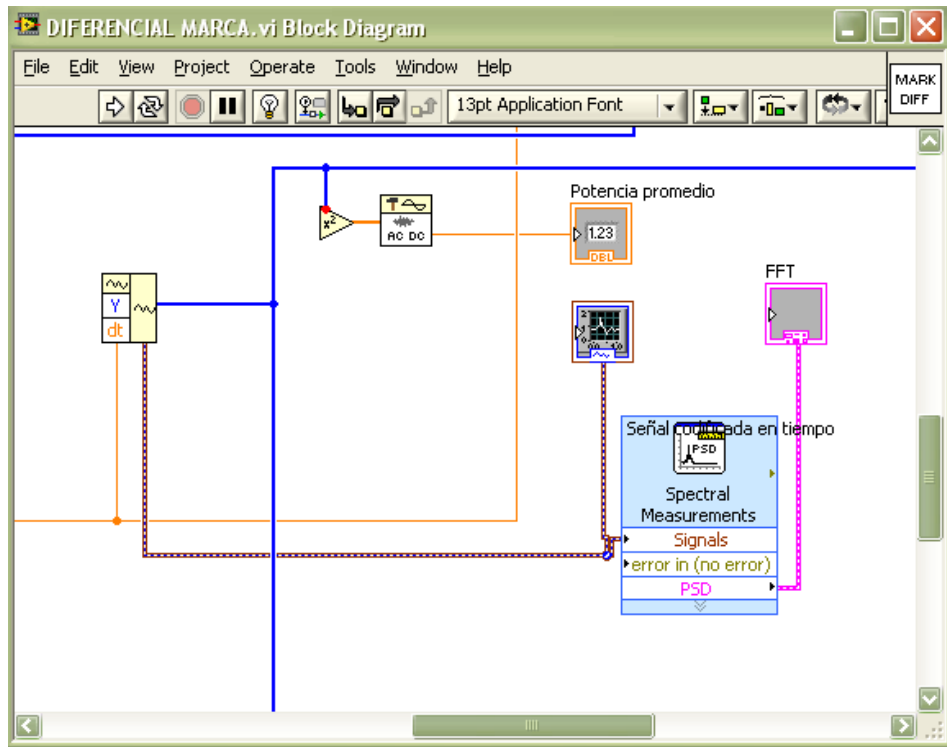 DIFERENCIAL MARCA.vi Block Diagram
File Edit View Project Operate Tools Window Help
13pt Application Font
MARK
DIFF
Potencia promedio
x²
AC DC
1.23
DBL
FFT
Y
dt
Señal codificada en tiempo
PSD
Spectral
Measurements
Signals
error in (no error)
PSD